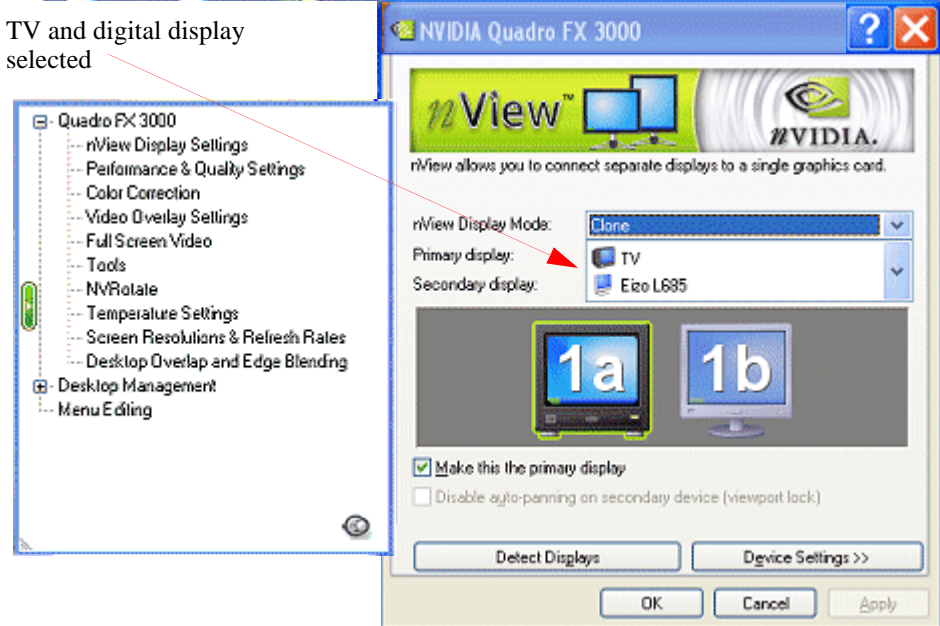 TV and digital display
selected
Quadro FX 3000
nView Display Settings
Performance & Quality Settings
Color Correction
Video Overlay Settings
Full Screen Video
Tools
NVRotate
Temperature Settings
Screen Resolutions & Refresh Rates
Desktop Overlap and Edge Blending
Desktop Management
Menu Editing
NVIDIA Quadro FX 3000
nView™
nVIDIA.
nView allows you to connect separate displays to a single graphics card.
nView Display Mode: Clone
Primary display: TV
Secondary display: Eizo L685
1a 1b
Make this the primary display
Disable auto-panning on secondary device (viewport lock)
Detect Displays Device Settings >>
OK Cancel Apply